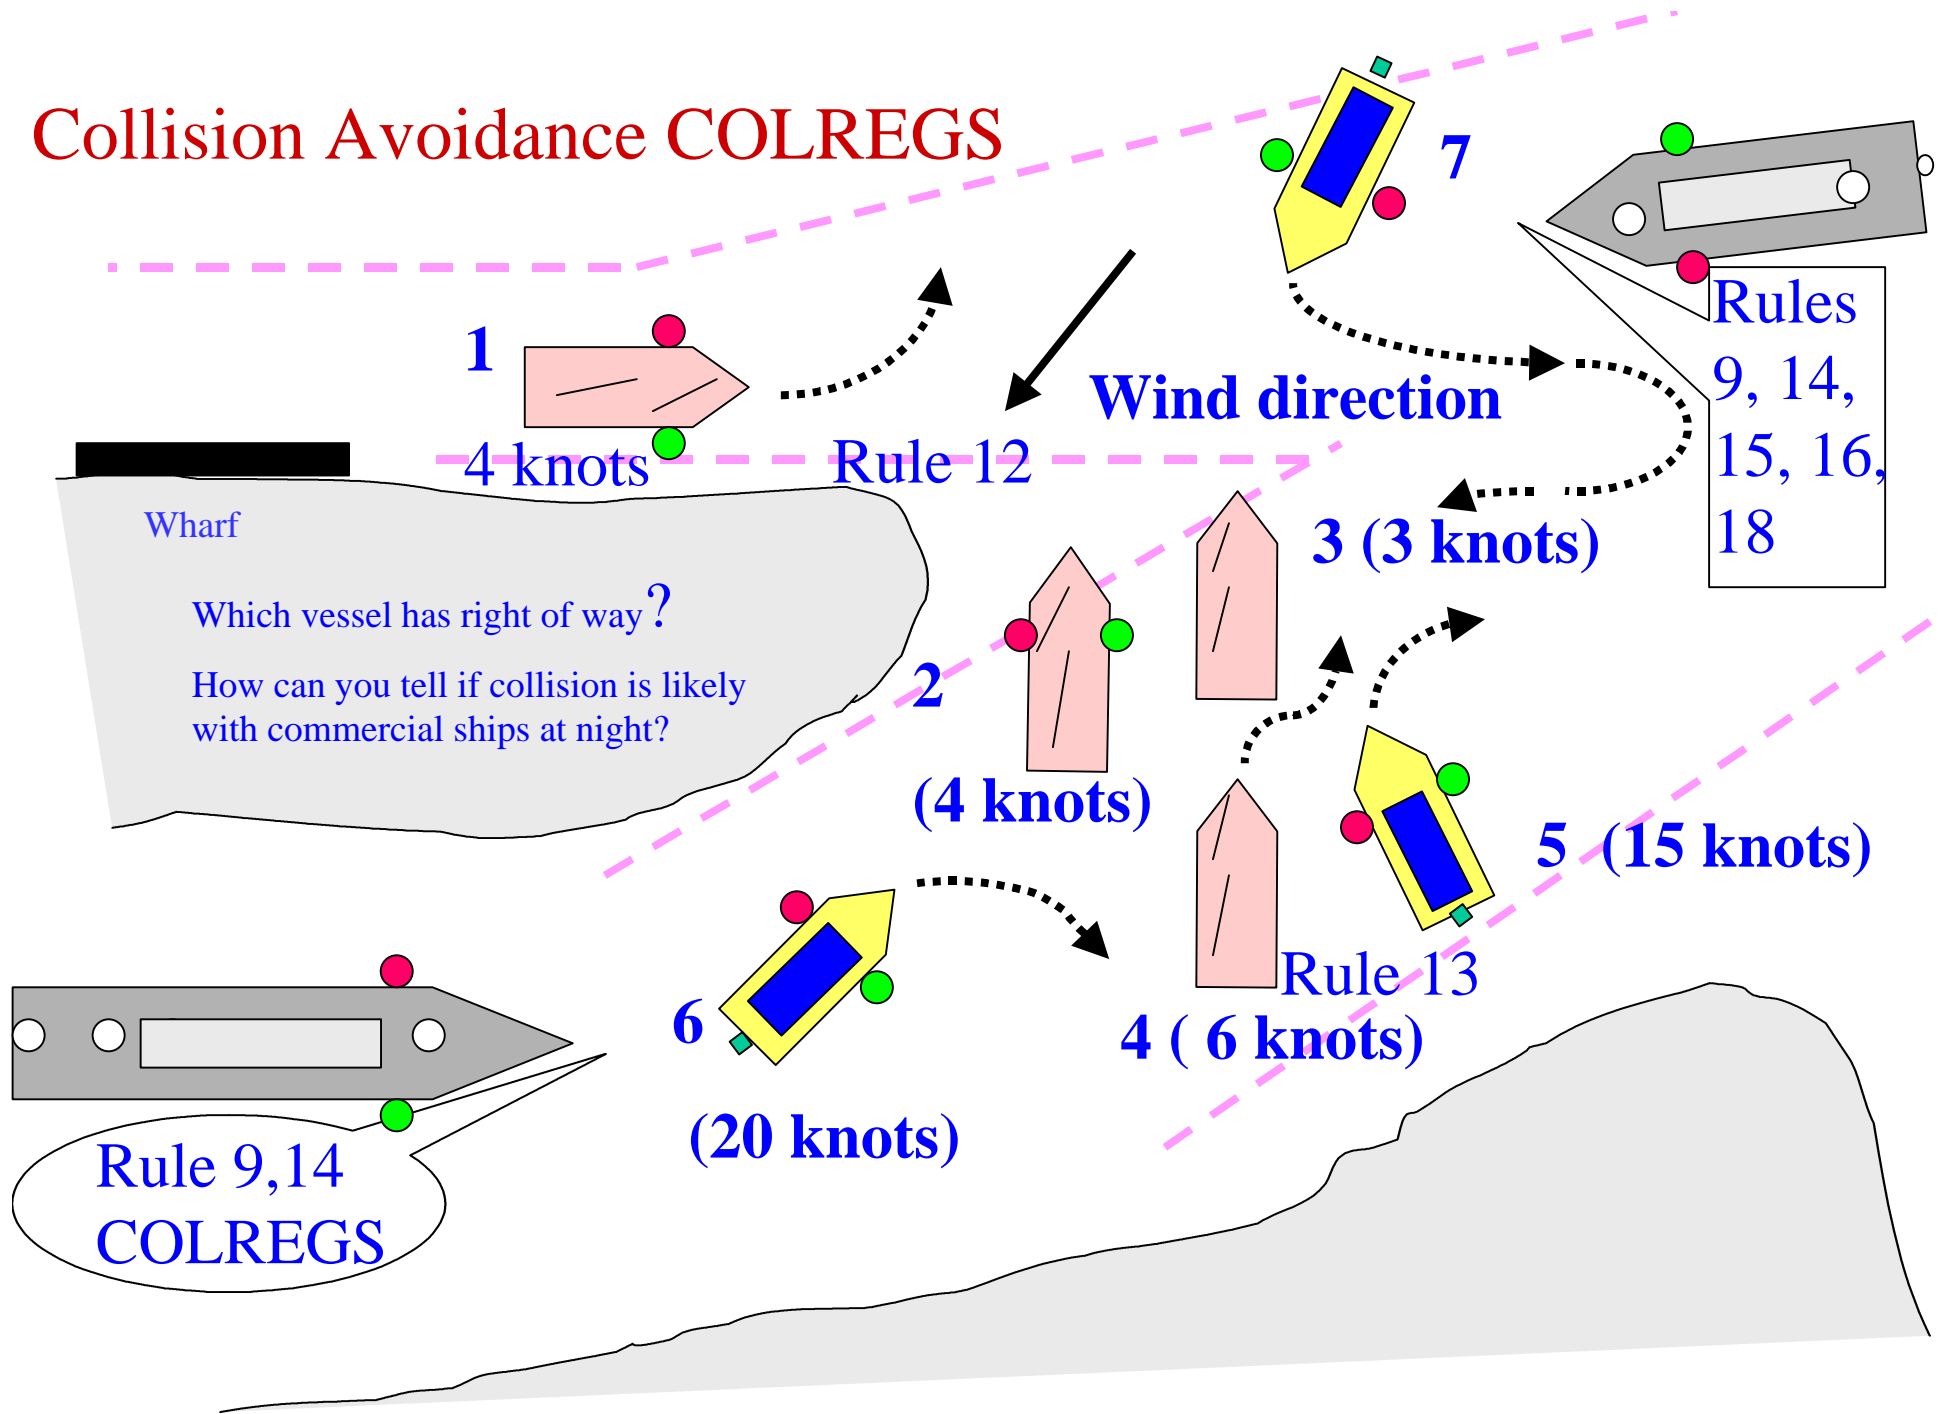 Collision Avoidance COLREGS
7
Rules
9, 14,
15, 16,
18
1
4 knots
Wind direction
Rule 12
Wharf
3 (3 knots)
Which vessel has right of way?
How can you tell if collision is likely
with commercial ships at night?
2
(4 knots)
5 (15 knots)
Rule 13
4 ( 6 knots)
6
(20 knots)
Rule 9,14
COLREGS